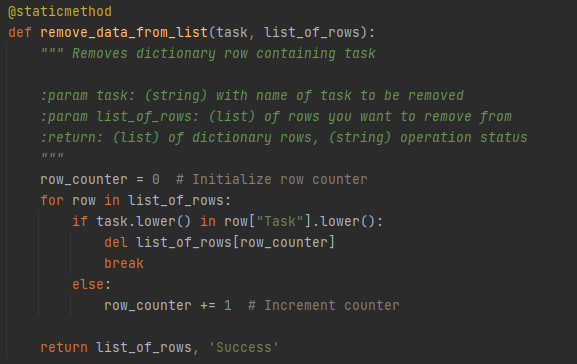 @staticmethod
def remove_data_from_list(task, list_of_rows):
    """ Removes dictionary row containing task

    :param task: (string) with name of task to be removed
    :param list_of_rows: (list) of rows you want to remove from
    :return: (list) of dictionary rows, (string) operation status
    """
    row_counter = 0  # Initialize row counter
    for row in list_of_rows:
        if task.lower() in row["Task"].lower():
            del list_of_rows[row_counter]
            break
        else:
            row_counter += 1  # Increment counter

    return list_of_rows, 'Success'